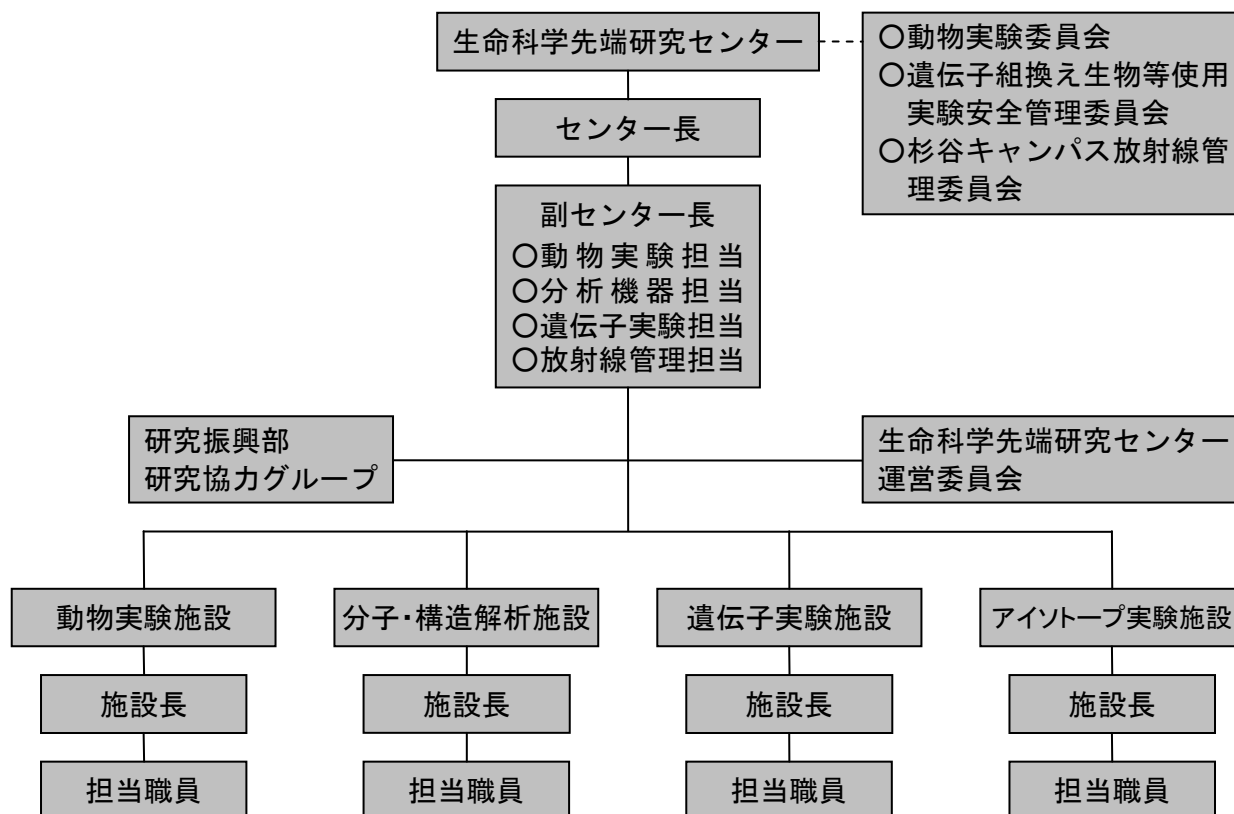 生命科学先端研究センター
○動物実験委員会
○遺伝子組換え生物等使用
実験安全管理委員会
○杉谷キャンパス放射線管
理委員会
センター長
副センター長
○動物実験担当
○分析機器担当
○遺伝子実験担当
○放射線管理担当
研究振興部
研究協力グループ
生命科学先端研究センター
運営委員会
動物実験施設
分子・構造解析施設
遺伝子実験施設
アイソトープ実験施設
施設長
施設長
施設長
施設長
担当職員
担当職員
担当職員
担当職員